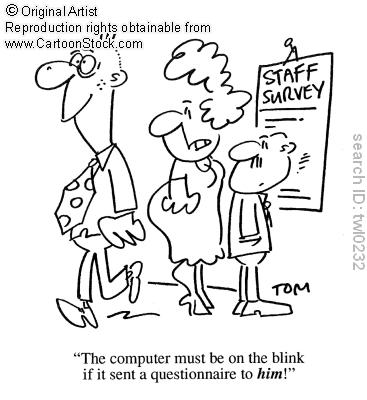 © Original Artist
Reproduction rights obtainable from
www.CartoonStock.com
STAFF
SURVEY
search ID: twl0232
TOM
“The computer must be on the blink
if it sent a questionnaire to him!”